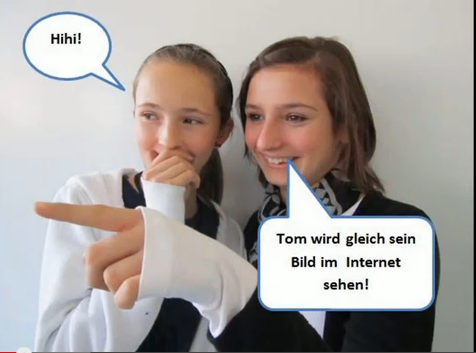 Hihi!
Tom wird gleich sein
Bild im Internet
sehen!